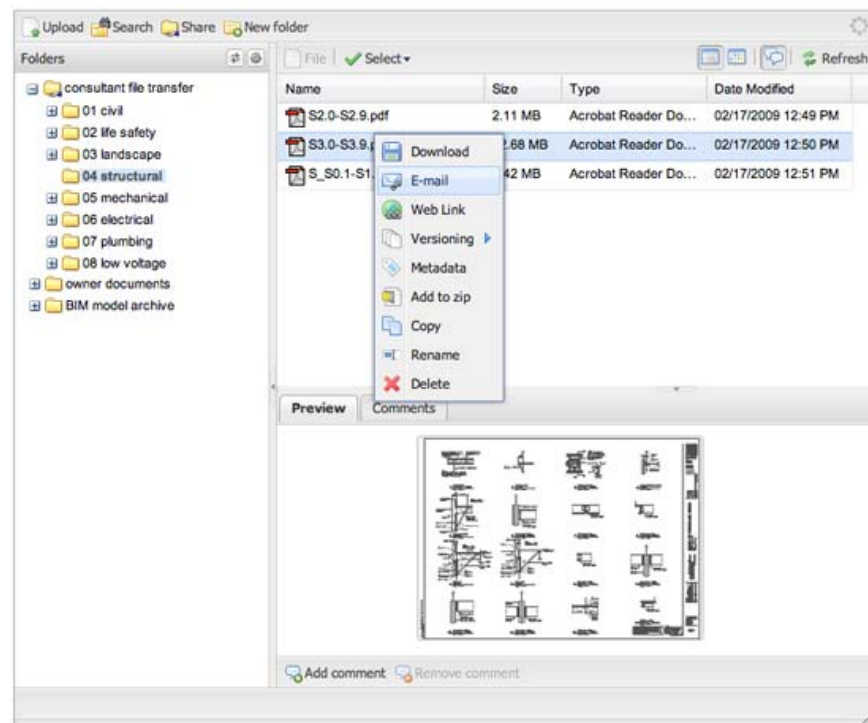 Upload Search Share New folder
Folders File Select Refresh
Name Size Type Date Modified
consultant file transfer
01 civil
02 life safety
03 landscape
04 structural
05 mechanical
06 electrical
07 plumbing
08 low voltage
owner documents
BIM model archive
S2.0-S2.9.pdf 2.11 MB Acrobat Reader Do... 02/17/2009 12:49 PM
S3.0-S3.9.p .68 MB Acrobat Reader Do... 02/17/2009 12:50 PM
S_S0.1-S1. 42 MB Acrobat Reader Do... 02/17/2009 12:51 PM
Download
E-mail
Web Link
Versioning
Metadata
Add to zip
Copy
Rename
Delete
Preview Comments
Add comment Remove comment